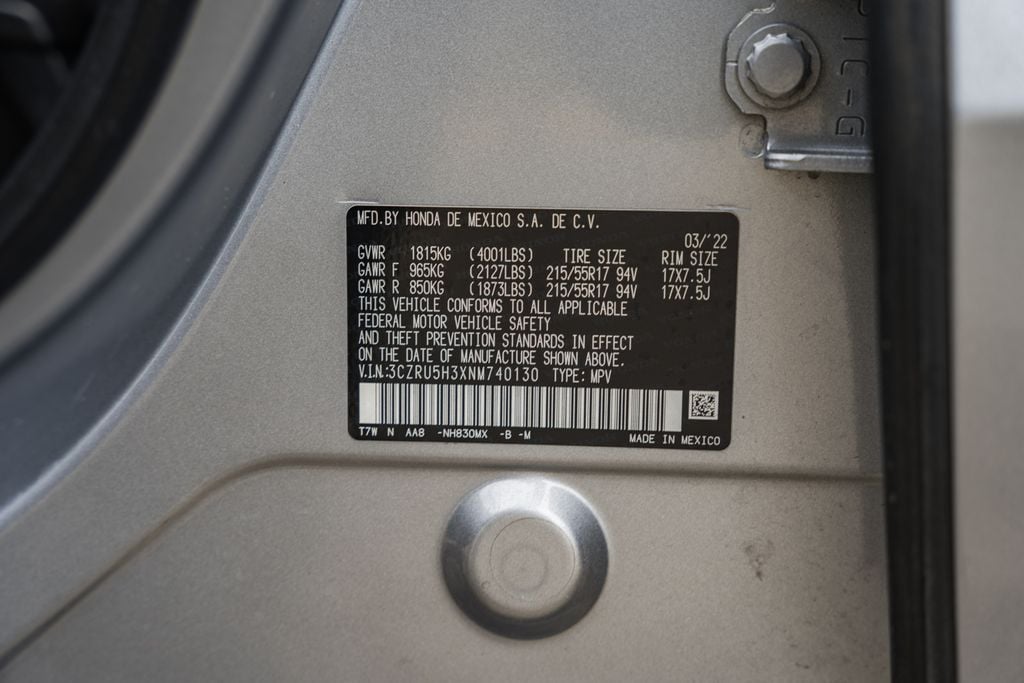 G-CT
MFD.BY HONDA DE MEXICO S.A. DE C.V.
03/'22
GVWR 1815KG (4001LBS) TIRE SIZE RIM SIZE
GAWR F 965KG (2127LBS) 215/55R17 94V 17X7.5J
GAWR R 850KG (1873LBS) 215/55R17 94V 17X7.5J
THIS VEHICLE CONFORMS TO ALL APPLICABLE
FEDERAL MOTOR VEHICLE SAFETY
AND THEFT PREVENTION STANDARDS IN EFFECT
ON THE DATE OF MANUFACTURE SHOWN ABOVE.
V.I.N.:3CZRU5H3XNM740130 TYPE: MPV
T7W N AA8 -NH830MX -B -M
MADE IN MEXICO